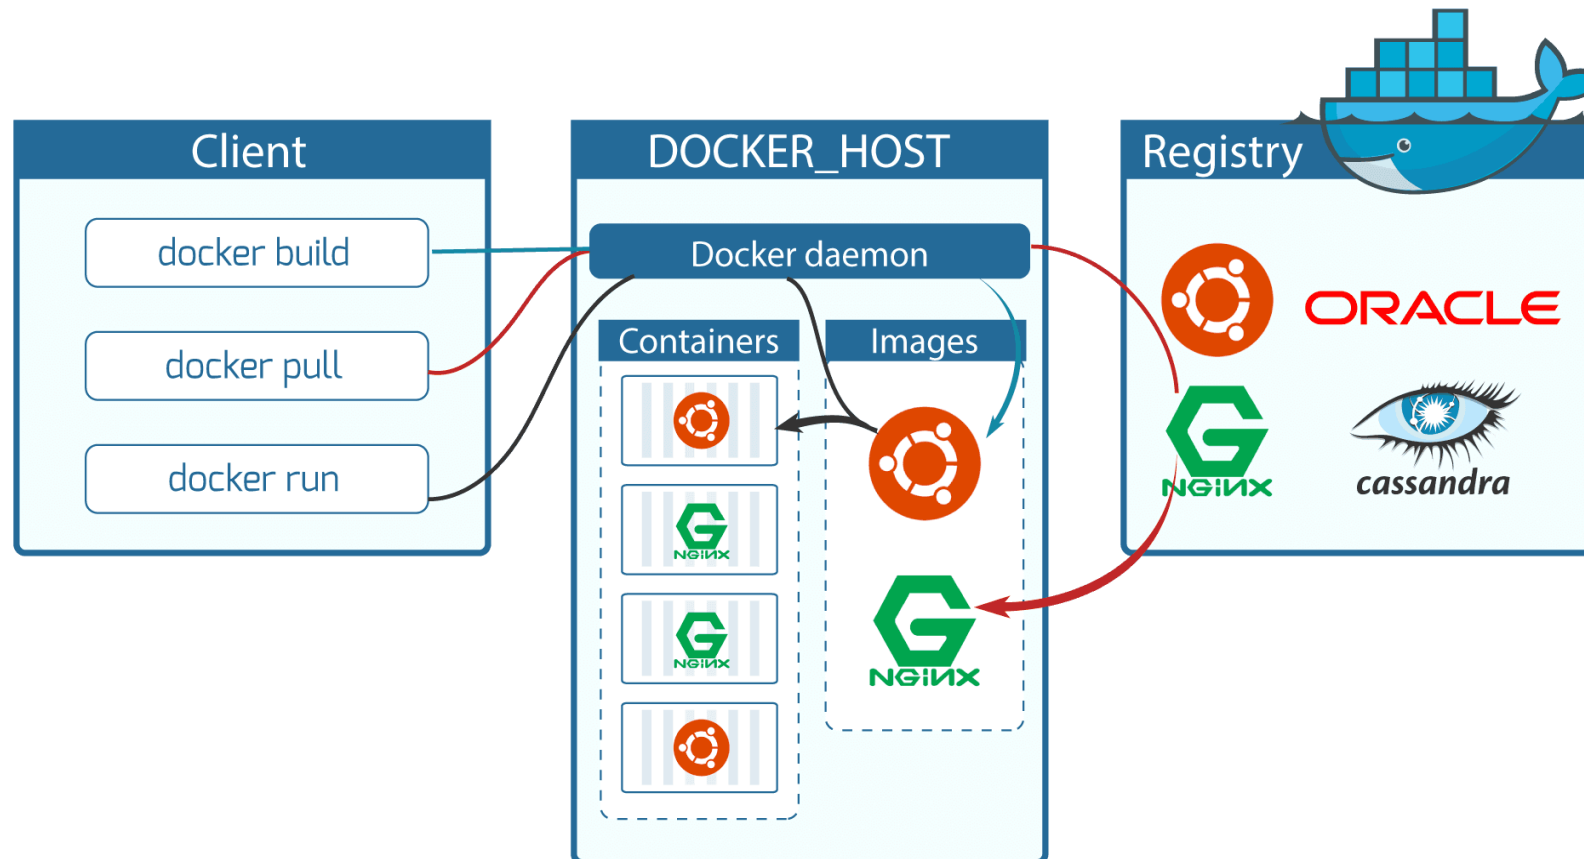 Client
docker build
docker pull
docker run
DOCKER_HOST
Docker daemon
Containers
NGiNX
NGiNX
Images
NGiNX
Registry
ORACLE
NGiNX
cassandra